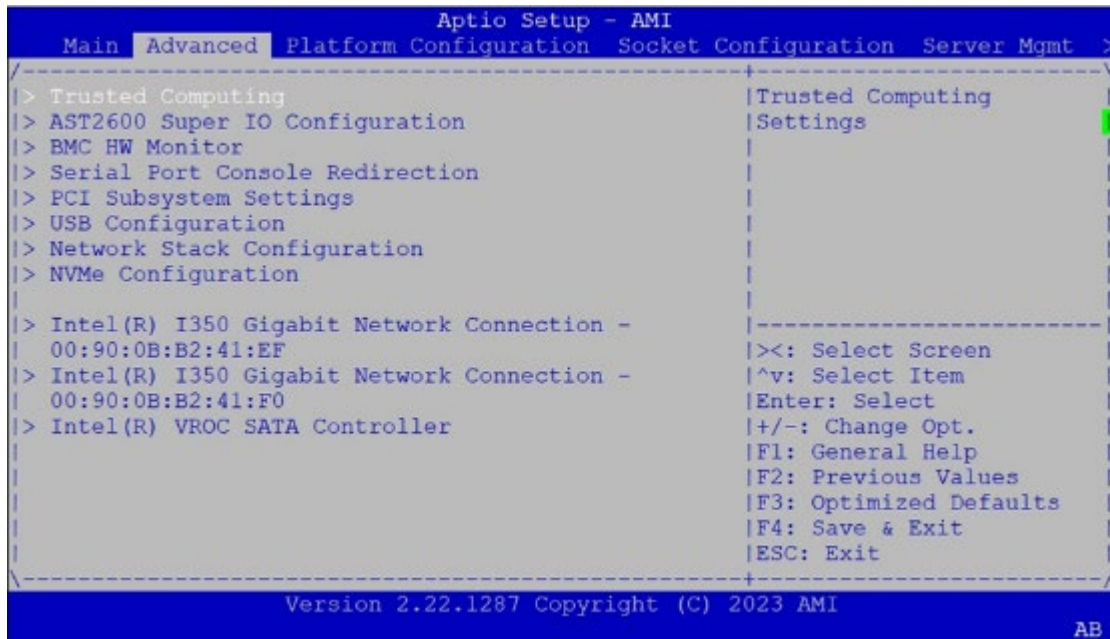 Aptio Setup - AMI
Main Advanced Platform Configuration Socket Configuration Server Mgmt >
> Trusted Computing
> AST2600 Super IO Configuration
> BMC HW Monitor
> Serial Port Console Redirection
> PCI Subsystem Settings
> USB Configuration
> Network Stack Configuration
> NVMe Configuration
> Intel(R) I350 Gigabit Network Connection -
00:90:0B:B2:41:EF
> Intel(R) I350 Gigabit Network Connection -
00:90:0B:B2:41:F0
> Intel(R) VROC SATA Controller
Trusted Computing
Settings
><: Select Screen
^v: Select Item
Enter: Select
+/-: Change Opt.
F1: General Help
F2: Previous Values
F3: Optimized Defaults
F4: Save & Exit
ESC: Exit
Version 2.22.1287 Copyright (C) 2023 AMI
AB